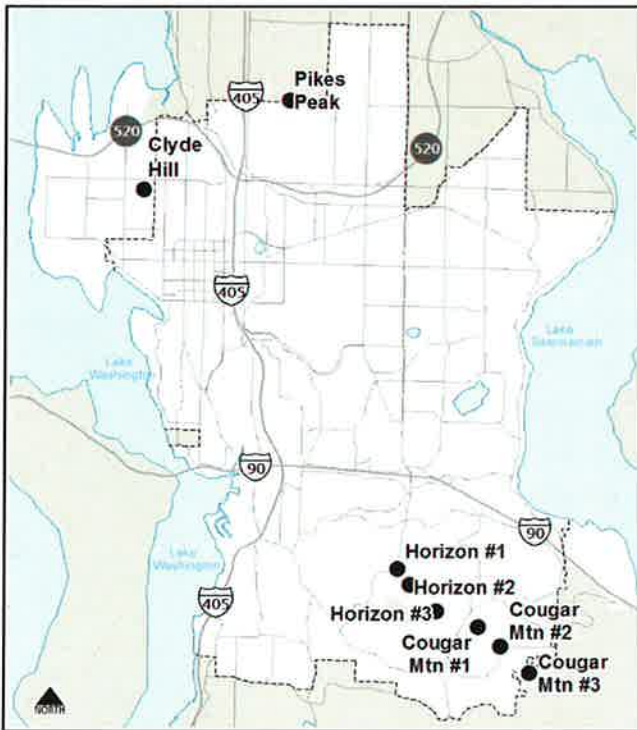 Pikes
Peak
405
520
520
Clyde
Hill
405
Lake
Washington
Lake
Sammamish
90
90
Lake
Washington
405
Horizon #1
Horizon #2
Horizon #3
Cougar
Mtn #2
Cougar
Mtn #1
Cougar
Mtn #3
NORTH